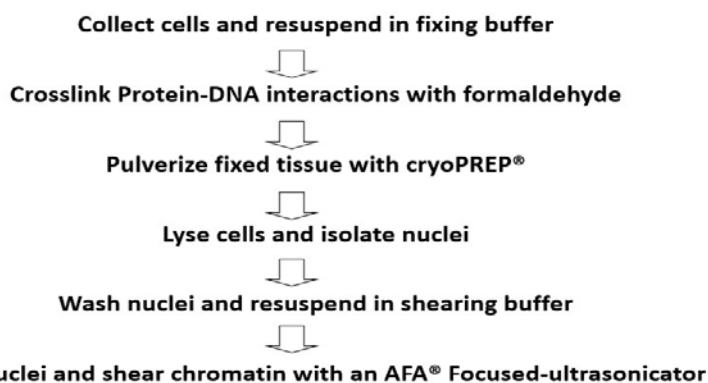 Collect cells and resuspend in fixing buffer
Crosslink Protein-DNA interactions with formaldehyde
Pulverize fixed tissue with cryoPREP®
Lyse cells and isolate nuclei
Wash nuclei and resuspend in shearing buffer
uclei and shear chromatin with an AFA® Focused-ultrasonicator